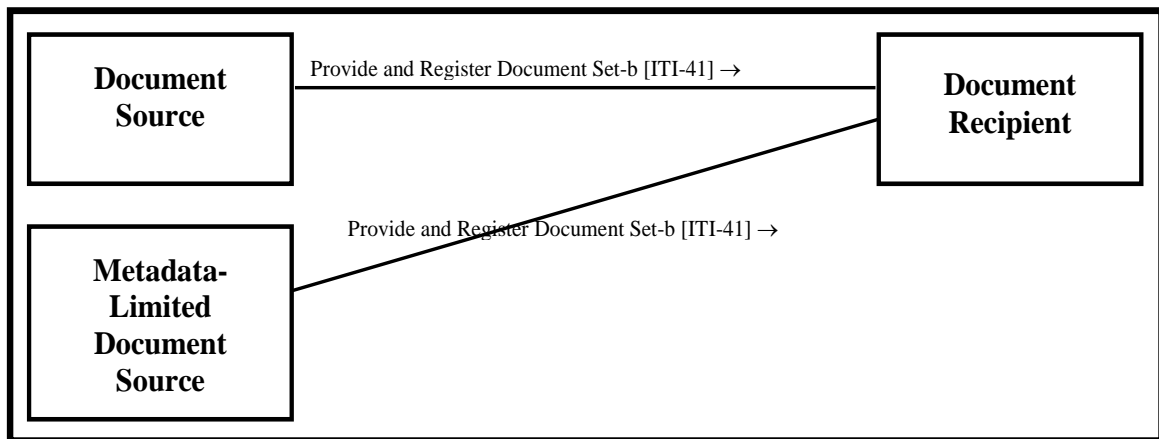 Document
Source
Provide and Register Document Set-b [ITI-41] →
Document
Recipient
Provide and Register Document Set-b [ITI-41] →
Metadata-
Limited
Document
Source